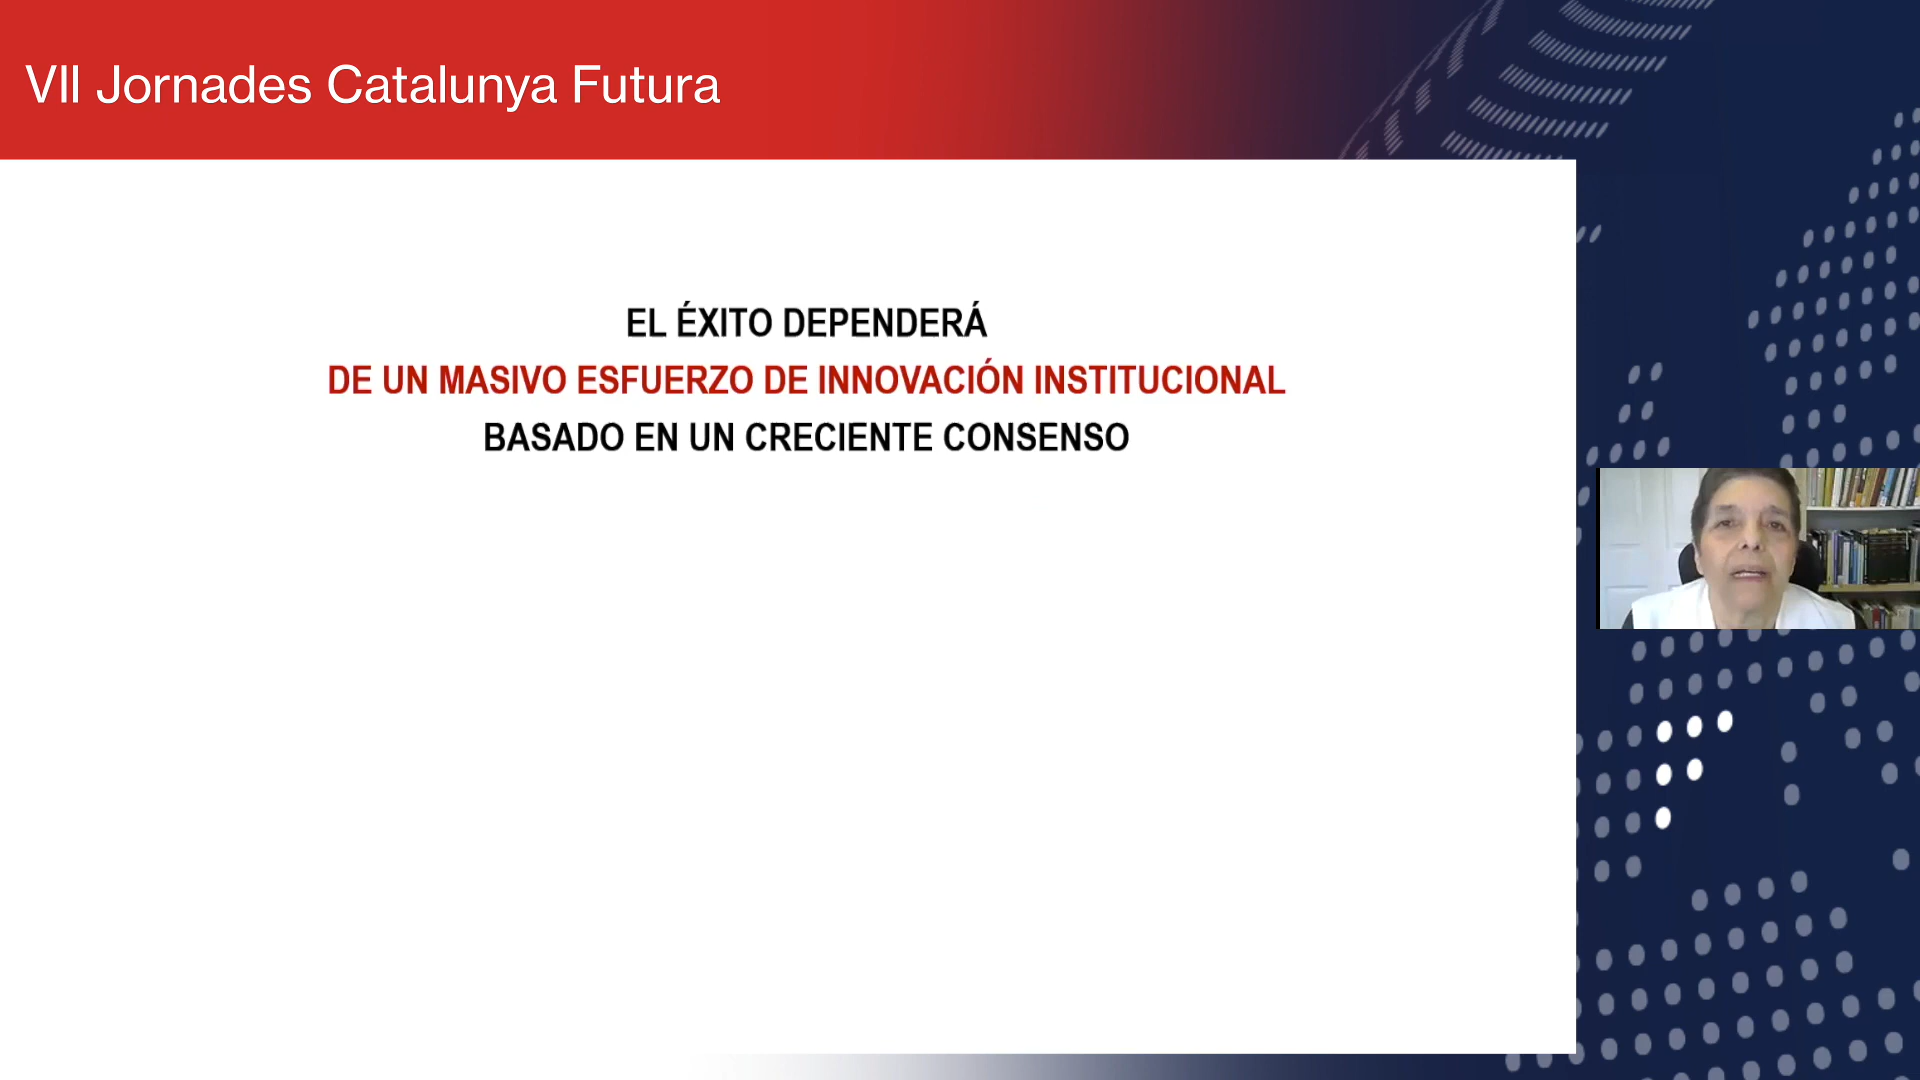 VII Jornades Catalunya Futura
EL ÉXITO DEPENDERÁ
DE UN MASIVO ESFUERZO DE INNOVACIÓN INSTITUCIONAL
BASADO EN UN CRECIENTE CONSENSO